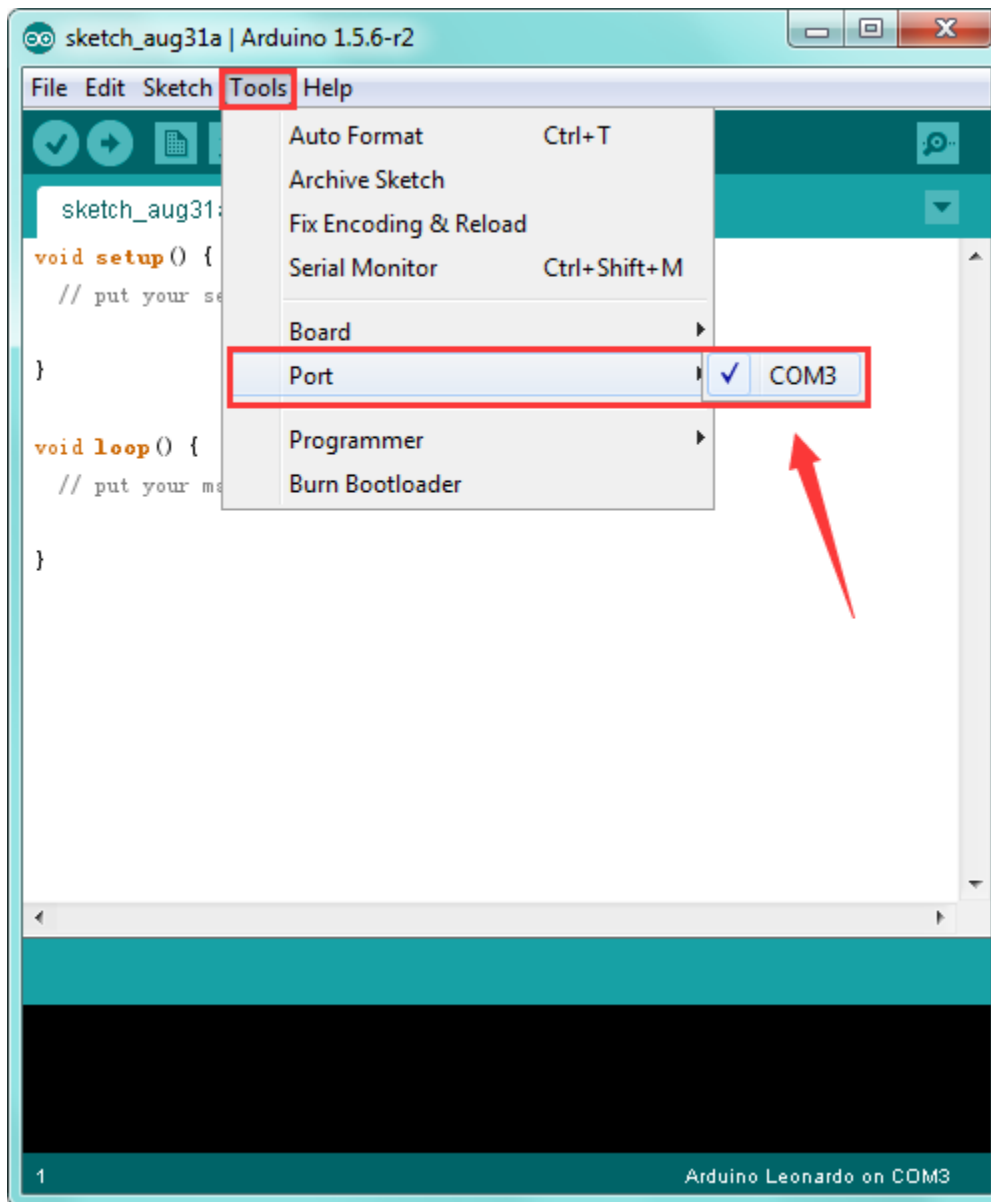 sketch_aug31a | Arduino 1.5.6-r2
File Edit Sketch Tools Help
Auto Format Ctrl+T
Archive Sketch
sketch_aug31
Fix Encoding & Reload
void setup() {
Serial Monitor Ctrl+Shift+M
// put your se
Board
}
Port COM3
Programmer
void loop() {
// put your ma
Burn Bootloader
}
1 Arduino Leonardo on COM3